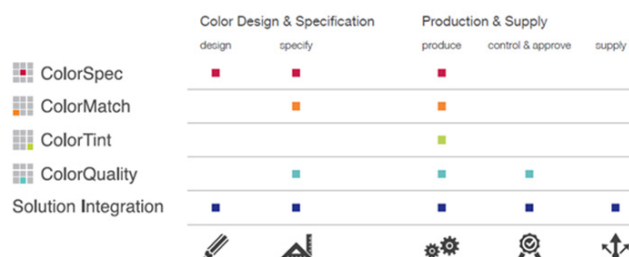 Color Design & Specification Production & Supply
design specify produce control & approve supply
ColorSpec
ColorMatch
ColorTint
ColorQuality
Solution Integration